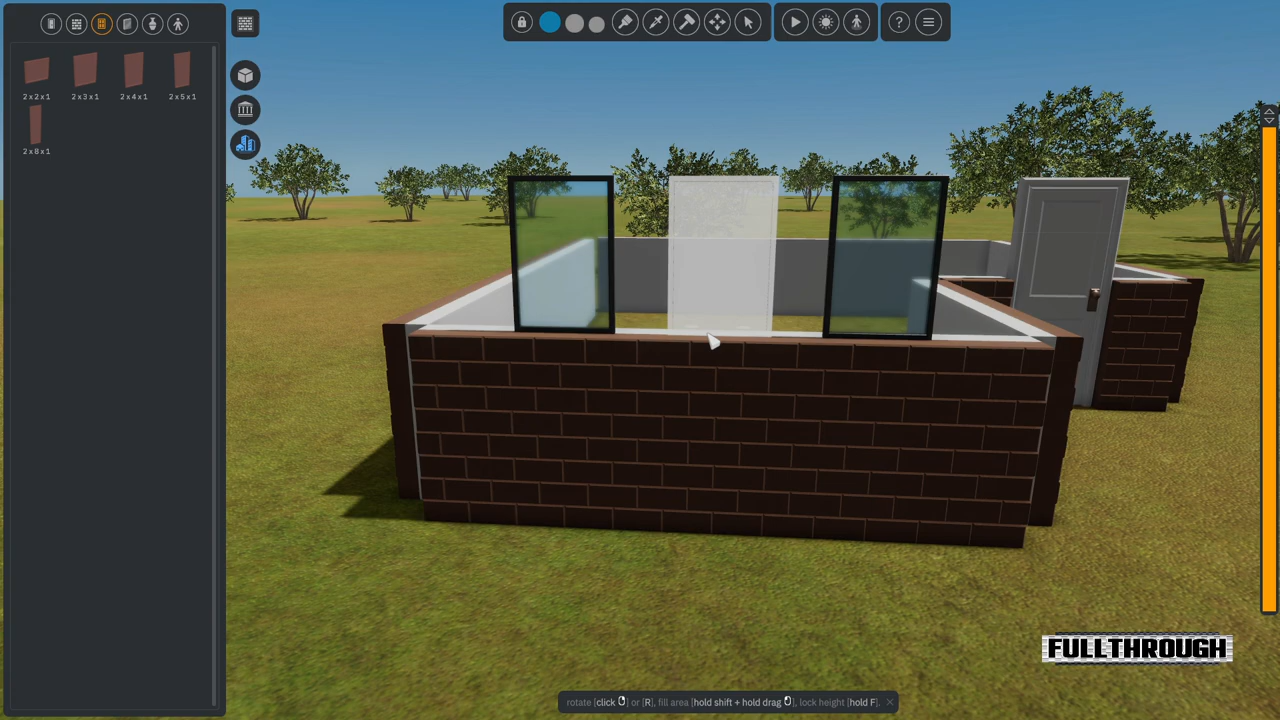 2x2x1 2x3x1 2x4x1 2x5x1
2x8x1
FULLTHROUGH
rotate [click] or [R], fill area [hold shift + hold drag], lock height [hold F].